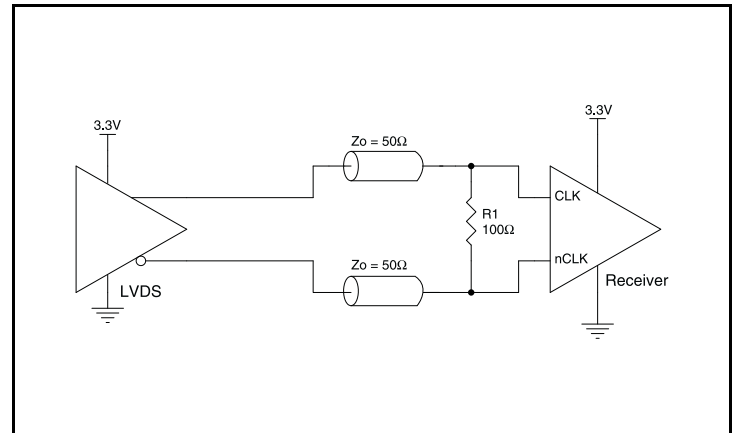 3.3V
3.3V
Zo = 50Ω
CLK
R1
100Ω
nCLK
Zo = 50Ω
LVDS
Receiver